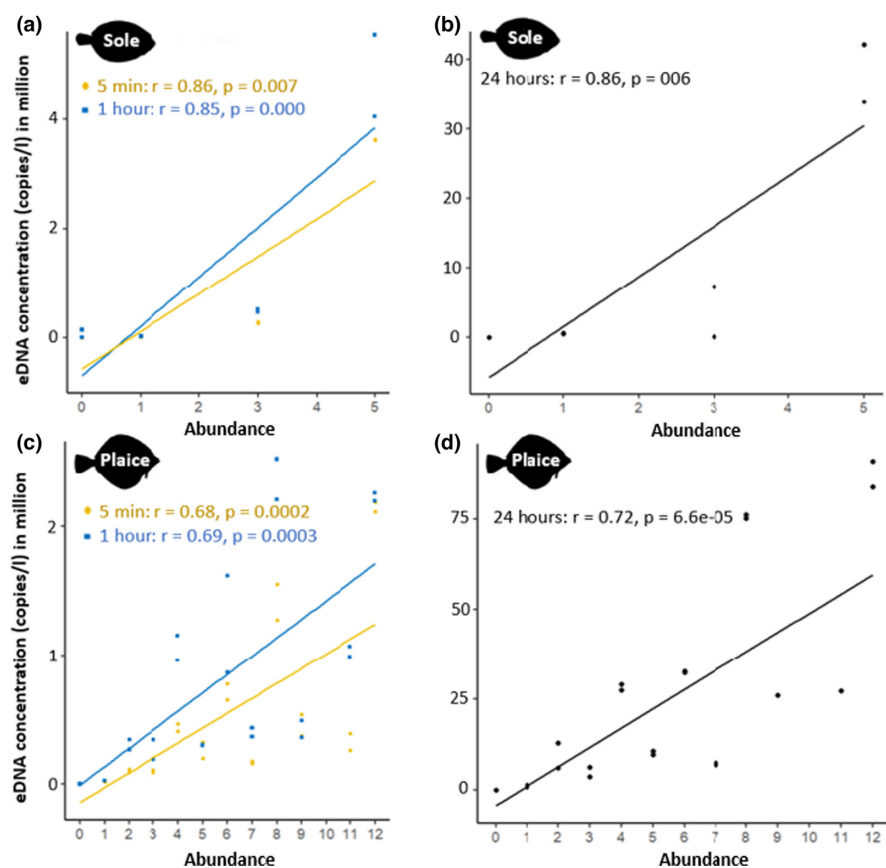 (a)
Sole
5 min: r = 0.86, p = 0.007
1 hour: r = 0.85, p = 0.000
eDNA concentration (copies/l) in million
4
2
0
0 1 3 4 5
Abundance
(b)
Sole
24 hours: r = 0.86, p = 006
40
30
20
10
0
0 1 2 3 4 5
Abundance
(c)
Plaice
5 min: r = 0.68, p = 0.0002
1 hour: r = 0.69, p = 0.0003
eDNA concentration (copies/l) in million
2
1
0
0 1 2 3 4 5 6 7 8 9 11 12
Abundance
(d)
Plaice
24 hours: r = 0.72, p = 6.6e-05
75
50
25
0
0 1 2 3 4 5 6 7 8 9 10 11 12
Abundance